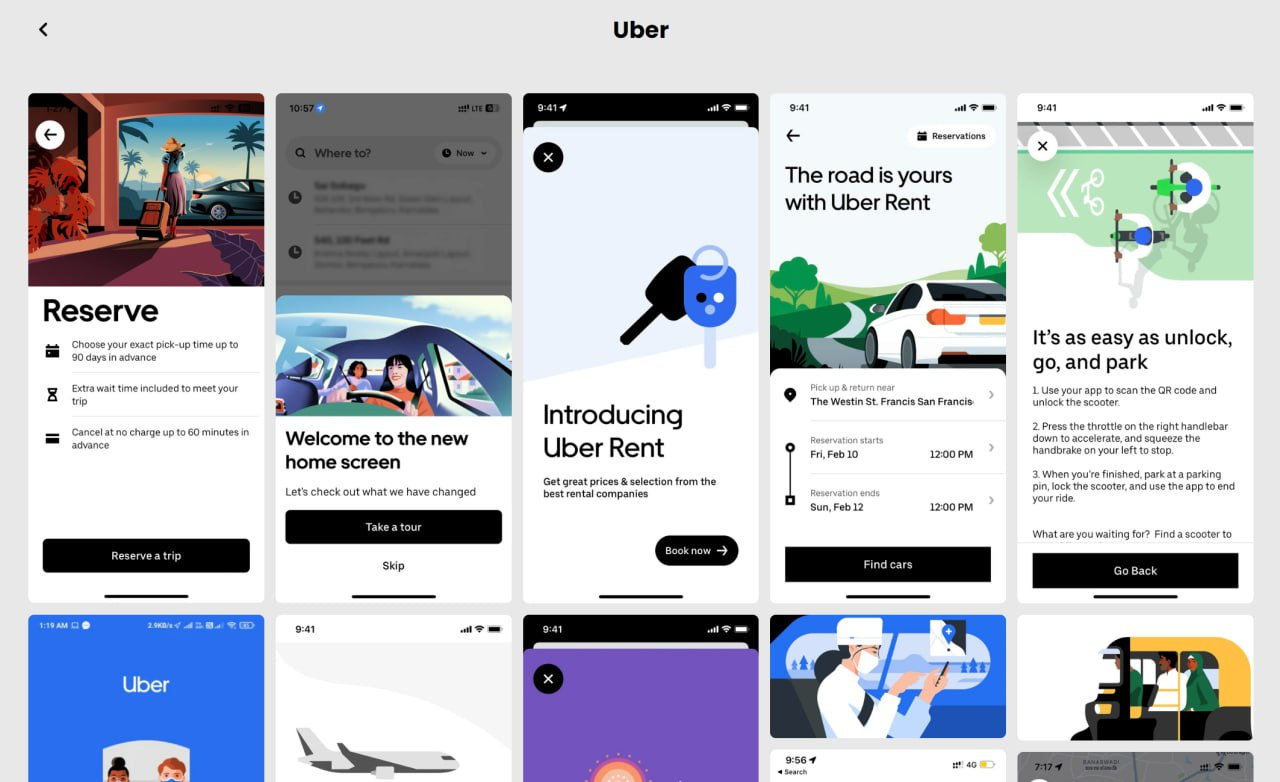 Uber
Reserve
Choose your exact pick-up time up to
90 days in advance
Extra wait time included to meet your
trip
Cancel at no charge up to 60 minutes in
advance
Reserve a trip
10:57
LTE
Where to?
Now
Welcome to the new
home screen
Let's check out what we have changed
Take a tour
Skip
9:41
Introducing
Uber Rent
Get great prices & selection from the
best rental companies
Book now
9:41
Reservations
The road is yours
with Uber Rent
Pick up & return near
The Westin St. Francis San Francis
Reservation starts
Fri, Feb 10 12:00 PM
Reservation ends
Sun, Feb 12 12:00 PM
Find cars
9:41
It's as easy as unlock,
go, and park
1. Use your app to scan the QR code and
unlock the scooter.
2. Press the throttle on the right handlebar
down to accelerate, and squeeze the
handbrake on your left to stop.
3. When you're finished, park at a parking
pin, lock the scooter, and use the app to end
your ride.
What are you waiting for? Find a scooter to
Go Back
1:19 AM
2.9KB/s
Uber
9:41
9:41
9:56
4G
Search
7:17